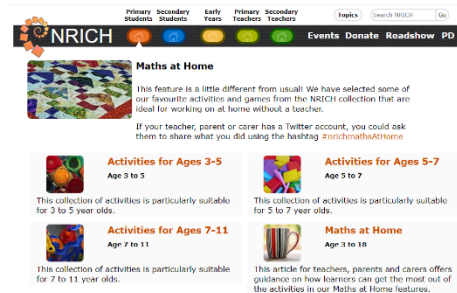 Primary Students
Secondary Students
Early Years
Primary Teachers
Secondary Teachers
Topics
Search NRICH
Go
NRICH
Events Donate Roadshow PD
Maths at Home
This feature is a little different from usual! We have selected some of
our favourite activities and games from the NRICH collection that are
ideal for working on at home without a teacher.
If your teacher, parent or carer has a Twitter account, you could ask
them to share what you did using the hashtag #nrichmathsAtHome
Activities for Ages 3-5
Age 3 to 5
This collection of activities is particularly suitable
for 3 to 5 year olds.
Activities for Ages 5-7
Age 5 to 7
This collection of activities is particularly suitable
for 5 to 7 year olds.
Activities for Ages 7-11
Age 7 to 11
This collection of activities is particularly suitable
for 7 to 11 year olds.
Maths at Home
Age 3 to 18
This article for teachers, parents and carers offers
guidance on how learners can get the most out of
the activities in our Maths at Home features.